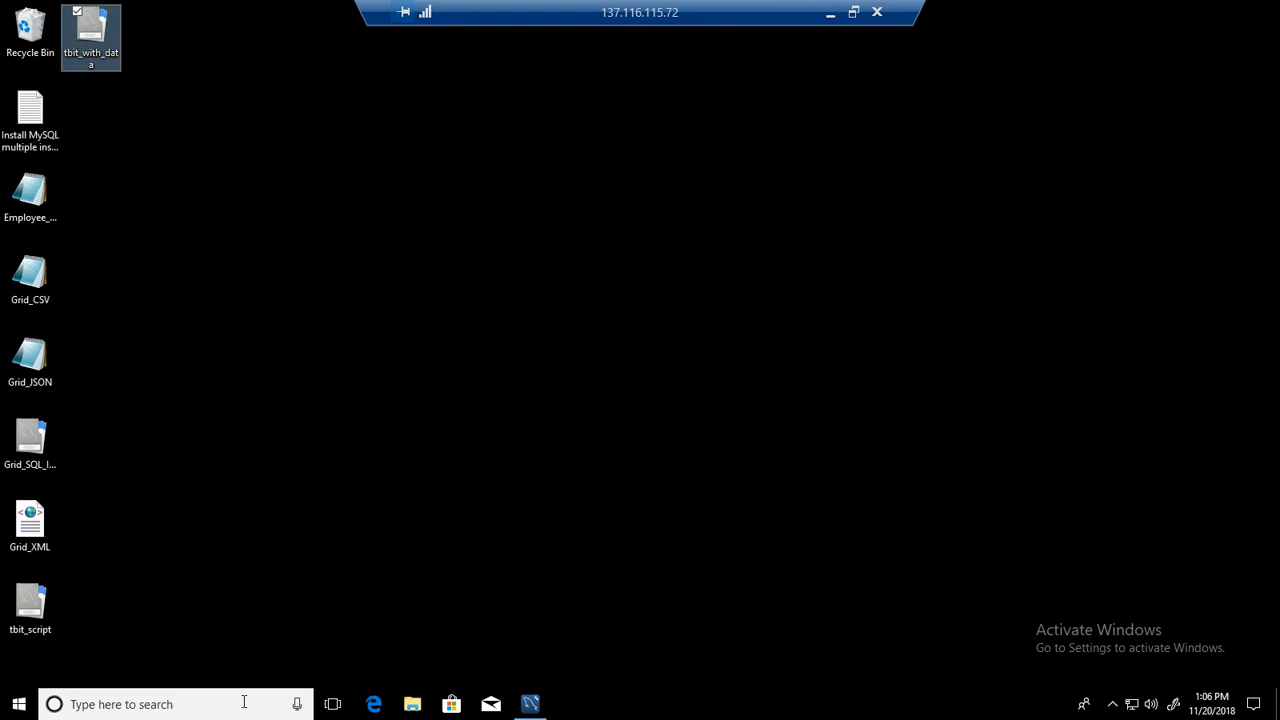 137.116.115.72
Recycle Bin
tbit_with_dat
a
Install MySQL
multiple ins...
Employee_...
Grid_CSV
Grid_JSON
Grid_SQL_I...
Grid_XML
tbit_script
Activate Windows
Go to Settings to activate Windows.
Type here to search
1:06 PM
11/20/2018